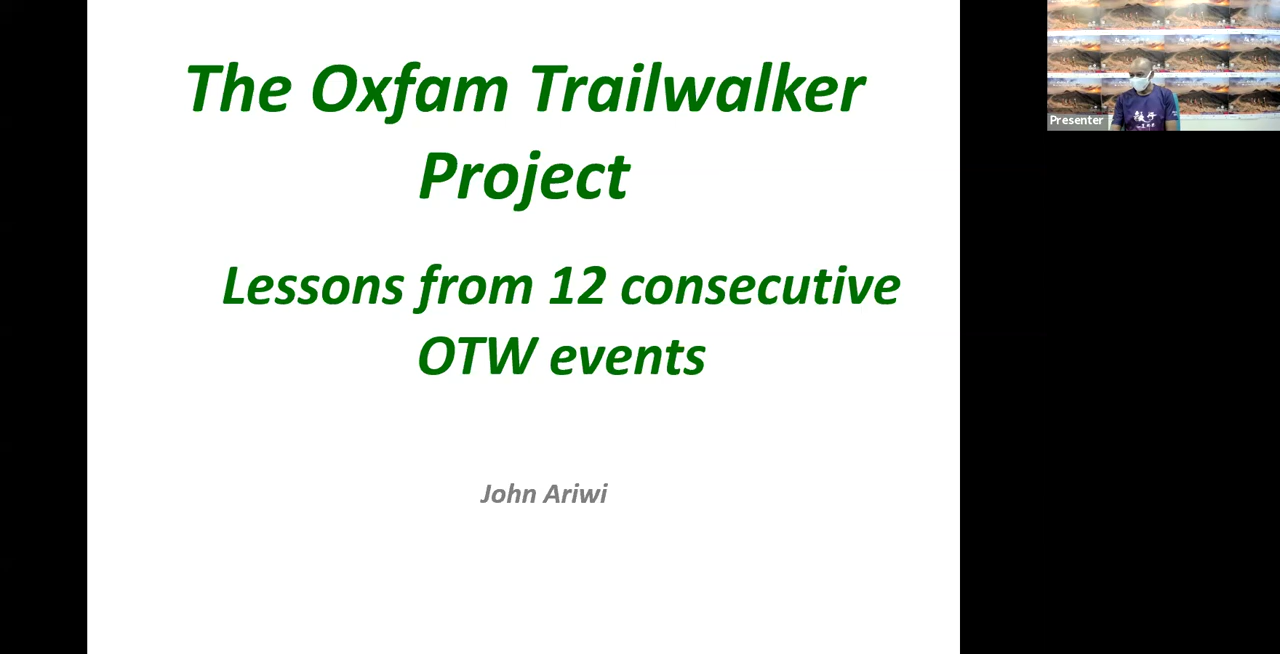 The Oxfam Trailwalker
Project
Lessons from 12 consecutive
OTW events
John Ariwi
Presenter